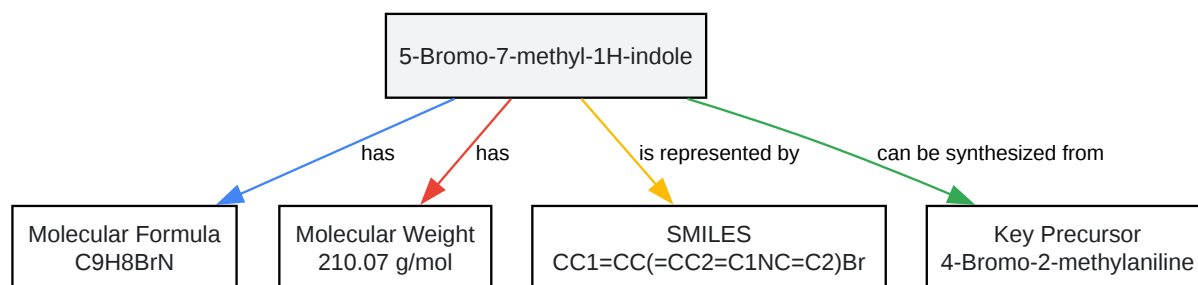 5-Bromo-7-methyl-1H-indole
has
has
is represented by
can be synthesized from
Molecular Formula
C9H8BrN
Molecular Weight
210.07 g/mol
SMILES
CC1=CC(=CC2=C1NC=C2)Br
Key Precursor
4-Bromo-2-methylaniline